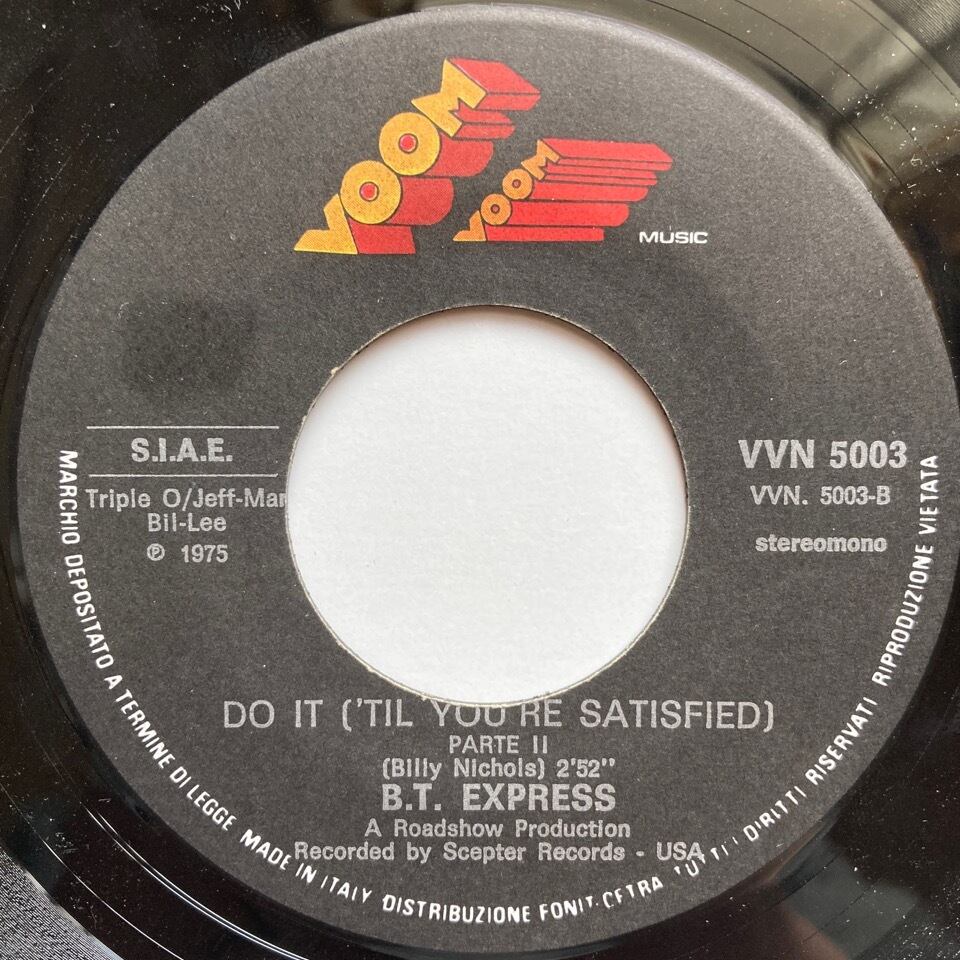 VOOM
VOOM
MUSIC
S.I.A.E.
Triple O/Jeff-Mar
Bil-Lee
℗ 1975
VVN 5003
VVN. 5003-B
stereomono
DO IT ('TIL YOU'RE SATISFIED)
PARTE II
(Billy Nichols) 2'52"
B.T. EXPRESS
A Roadshow Production
Recorded by Scepter Records - USA
MARCHIO DEPOSITATO A TERMINE DI LEGGE MADE IN ITALY DISTRIBUZIONE FONIT-CETRA TUTTI I DIRITTI RISERVATI RIPRODUZIONE VIETATA